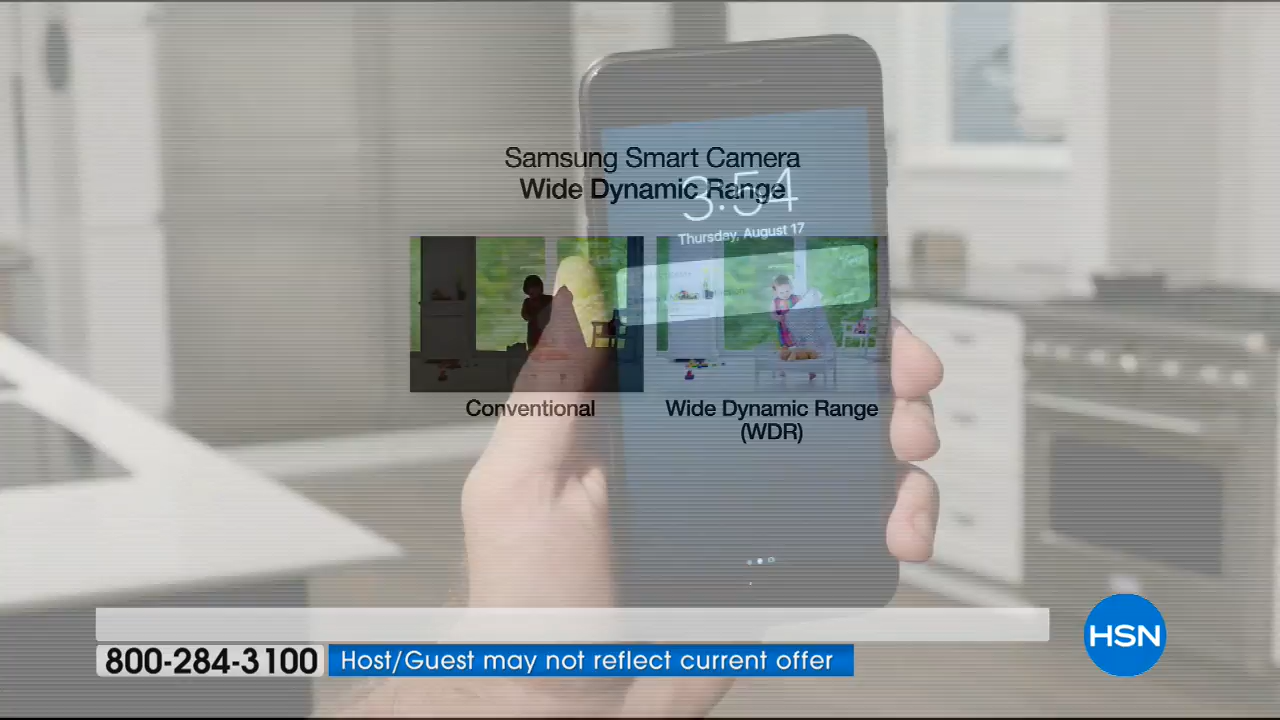 Samsung Smart Camera
Wide Dynamic Range
3:54
Thursday, August 17
Conventional
Wide Dynamic Range
(WDR)
HSN
800-284-3100
Host/Guest may not reflect current offer